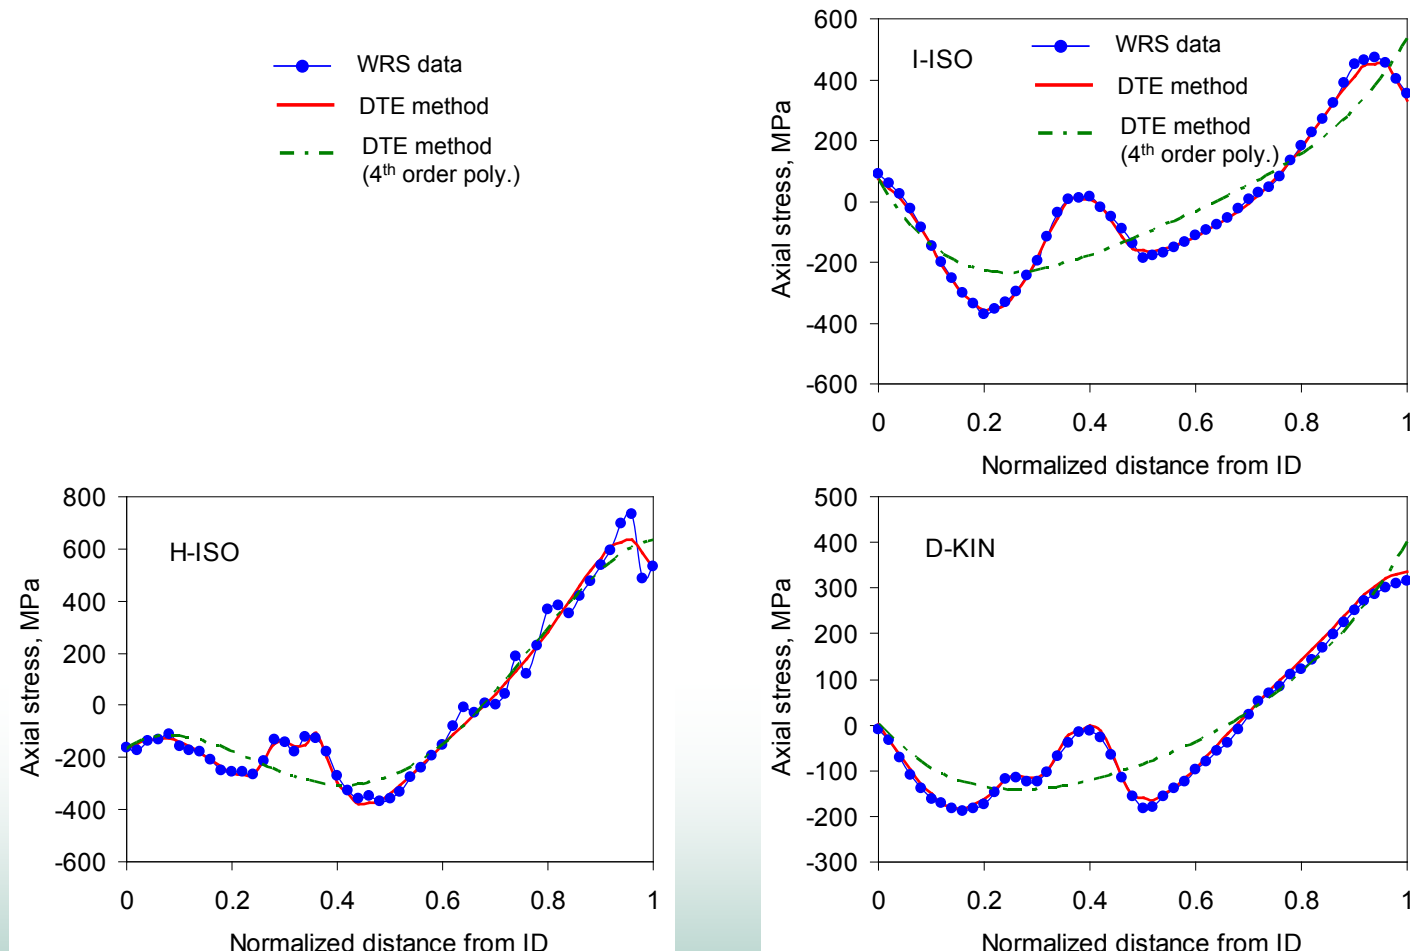 WRS data
DTE method
DTE method
(4th order poly.)
600
400
200
0
-200
-400
-600
Axial stress, MPa
I-ISO
WRS data
DTE method
DTE method
(4th order poly.)
0 0.2 0.4 0.6 0.8 1
Normalized distance from ID
800
600
400
200
0
-200
-400
-600
Axial stress, MPa
H-ISO
0 0.2 0.4 0.6 0.8 1
Normalized distance from ID
500
400
300
200
100
0
-100
-200
-300
Axial stress, MPa
D-KIN
0 0.2 0.4 0.6 0.8 1
Normalized distance from ID